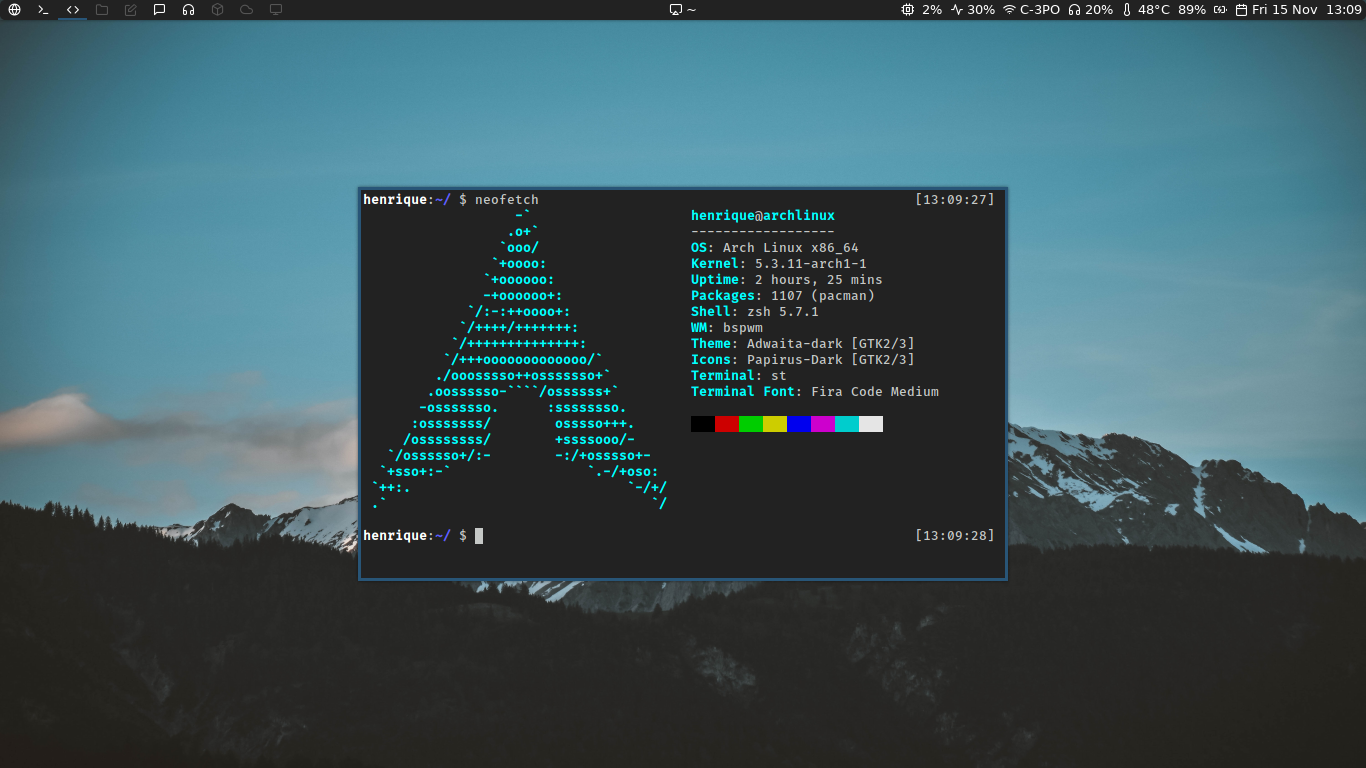 ~ 2% 30% C-3PO 20% 48°C 89% Fri 15 Nov 13:09
henrique:~/ $ neofetch [13:09:27]
-`
.o+` henrique@archlinux
`ooo/ ------------------
`+oooo: OS: Arch Linux x86_64
`+oooooo: Kernel: 5.3.11-arch1-1
-+oooooo+: Uptime: 2 hours, 25 mins
`/:-:++oooo+: Packages: 1107 (pacman)
`/++++/+++++++: Shell: zsh 5.7.1
`/++++++++++++++: WM: bspwm
`/+++ooooooooooooo/` Theme: Adwaita-dark [GTK2/3]
./ooosssso++osssssso+` Icons: Papirus-Dark [GTK2/3]
.oossssso-````/ossssss+` Terminal: st
-osssssso. :ssssssso. Terminal Font: Fira Code Medium
:osssssss/ osssso+++.
/ossssssss/ +ssssooo/-
`/ossssso+/:- -:/+osssso+-
`+sso+:-` `.-/+oso:
`++:. `-/+/
.` `/
henrique:~/ $ [13:09:28]